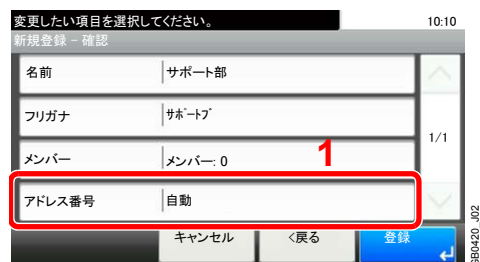 変更したい項目を選択してください。 10:10
新規登録 - 確認
名前 サポート部
フリガナ ｻﾎﾟｰﾄﾌﾞ
1/1
メンバー メンバー: 0
1
アドレス番号 自動
キャンセル <戻る 登録
GB0420_J02